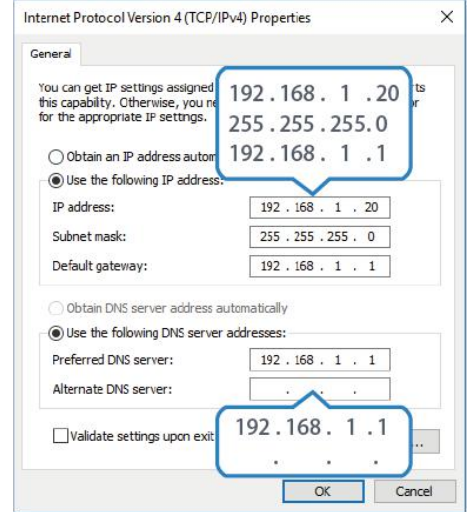 Internet Protocol Version 4 (TCP/IPv4) Properties
General
You can get IP settings assigned
this capability. Otherwise, you
for the appropriate IP settings.
192.168. 1 .20
255.255.255.0
192.168. 1 .1
Obtain an IP address
Use the following IP address:
IP address: 192 . 168 . 1 . 20
Subnet mask: 255 . 255 . 255 . 0
Default gateway: 192 . 168 . 1 . 1
Obtain DNS server address automatically
Use the following DNS server addresses:
Preferred DNS server: 192 . 168 . 1 . 1
Alternate DNS server: . . .
192.168. 1 .1
. . .
Validate settings upon exit
...
OK Cancel